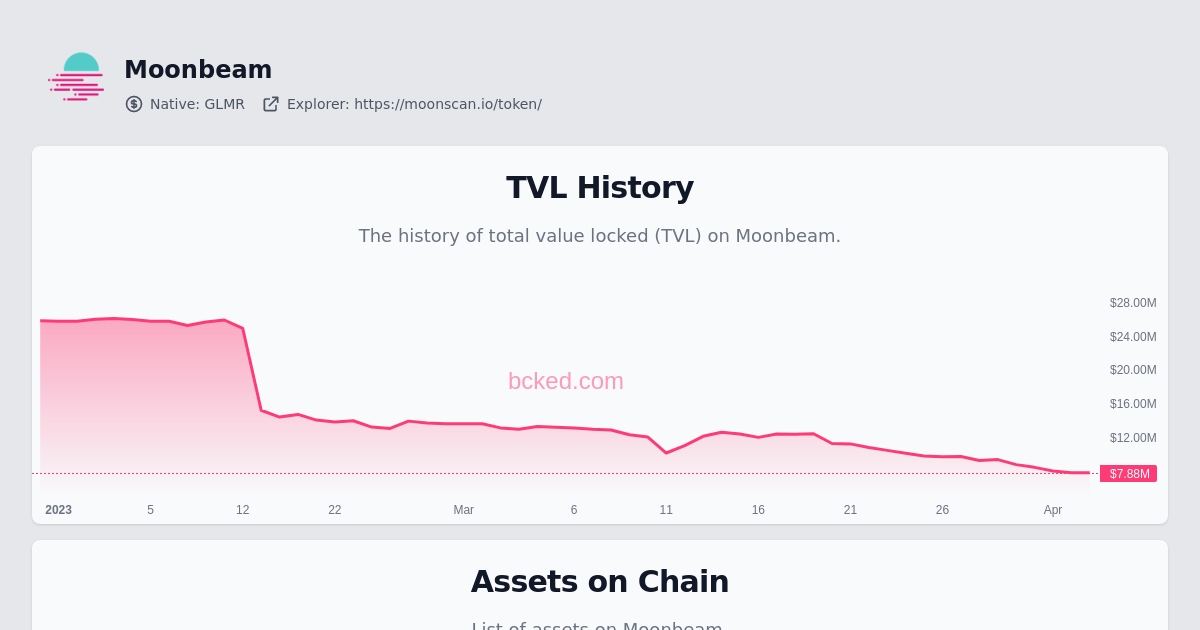 Moonbeam
Native: GLMR Explorer: https://moonscan.io/token/
TVL History
The history of total value locked (TVL) on Moonbeam.
$28.00M
$24.00M
$20.00M
bcked.com
$16.00M
$12.00M
$7.88M
2023 5 12 22 Mar 6 11 16 21 26 Apr
Assets on Chain
List of assets on Moonbeam